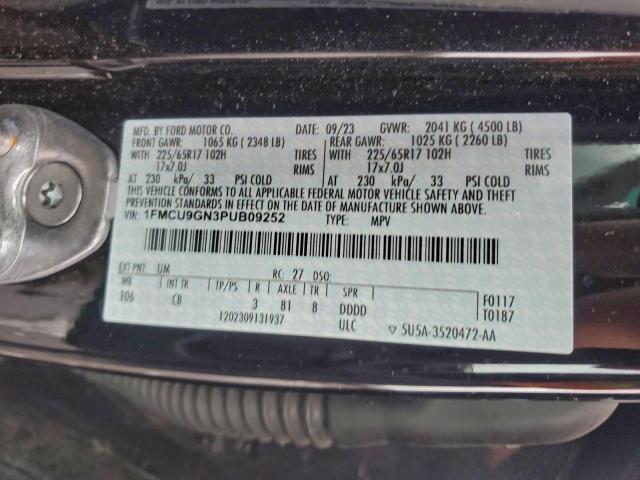 MFD. BY FORD MOTOR CO.
DATE: 09/23 GVWR: 2041 KG ( 4500 LB)
FRONT GAWR: 1065 KG ( 2348 LB) REAR GAWR: 1025 KG ( 2260 LB)
WITH 225/65R17 102H TIRES WITH 225/65R17 102H TIRES
17x7.0J RIMS 17x7.0J RIMS
AT 230 kPa/ 33 PSI COLD AT 230 kPa/ 33 PSI COLD
THIS VEHICLE CONFORMS TO ALL APPLICABLE FEDERAL MOTOR VEHICLE SAFETY AND BUMPER
STANDARDS IN EFFECT ON THE DATE OF MANUFACTURE SHOWN ABOVE.
VIN: 1FMCU9GN3PUB09252 TYPE: MPV
EXT PNT: UM RC: 27 DSO:
WB INT TR TP/PS R AXLE TR SPR
106 CB 3 81 8 DDDD F0117
T0187
1202309131937 ULC ▽ 5U5A-3520472-AA